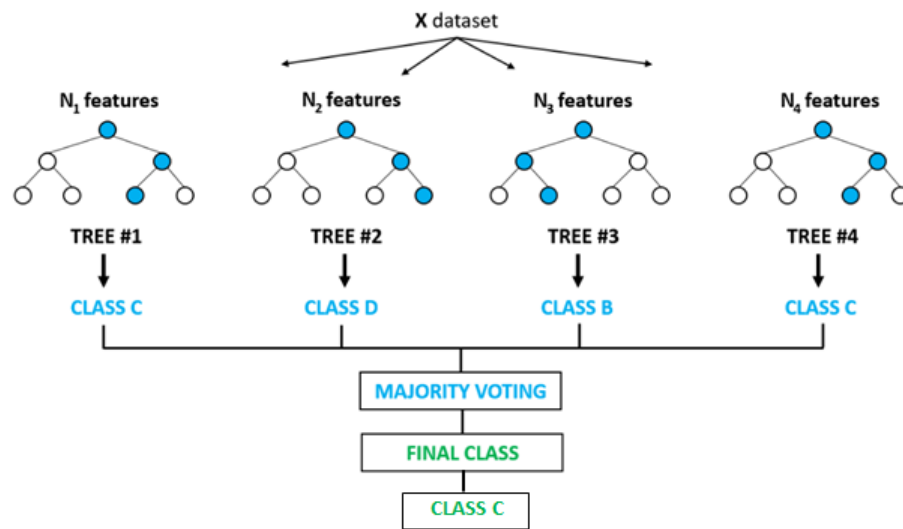 X dataset
N₁ features
N₂ features
N₃ features
N₄ features
TREE #1
TREE #2
TREE #3
TREE #4
CLASS C
CLASS D
CLASS B
CLASS C
MAJORITY VOTING
FINAL CLASS
CLASS C